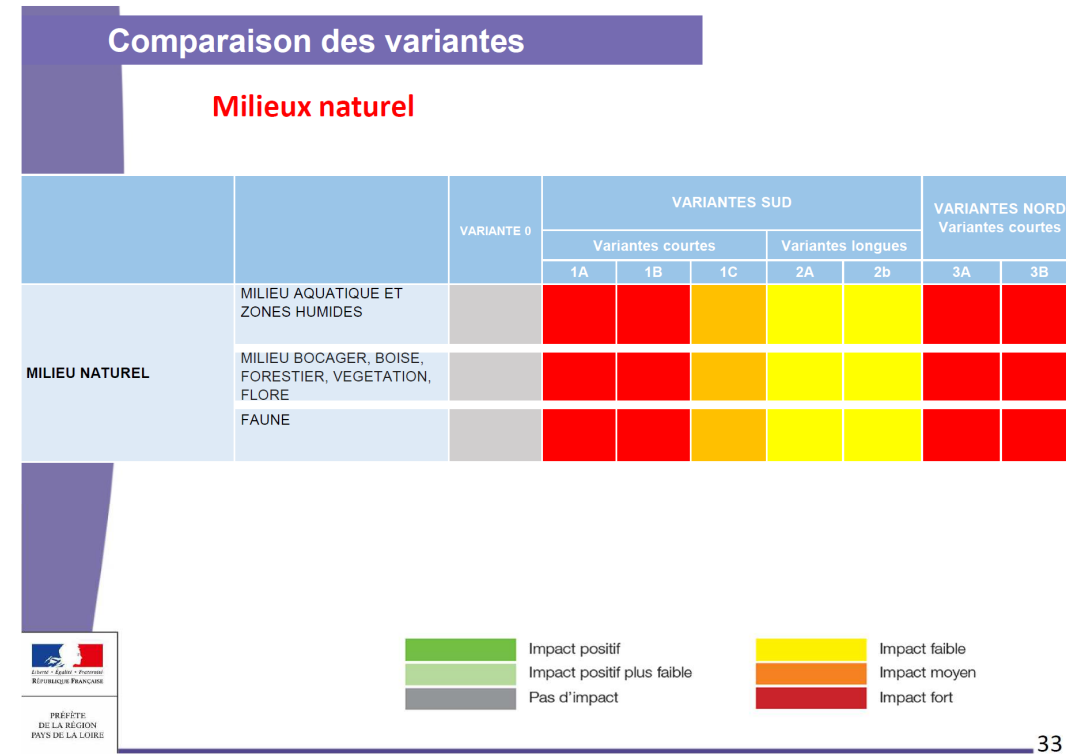 Comparaison des variantes
Milieux naturel
VARIANTE 0
VARIANTES SUD
VARIANTES NORD
Variantes courtes
Variantes courtes
Variantes longues
1A
1B
1C
2A
2b
3A
3B
MILIEU NATUREL
MILIEU AQUATIQUE ET
ZONES HUMIDES
MILIEU BOCAGER, BOISE,
FORESTIER, VEGETATION,
FLORE
FAUNE
Impact positif
Impact positif plus faible
Pas d'impact
Impact faible
Impact moyen
Impact fort
Liberté • Égalité • Fraternité
RÉPUBLIQUE FRANÇAISE
PRÉFÈTE
DE LA RÉGION
PAYS DE LA LOIRE
33